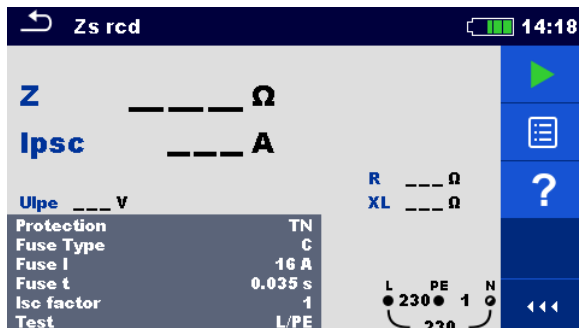 Zs rcd 14:18
Z ___ Ω
Ipsc ___ A
R ___ Ω
Ulpe ___ V XL ___ Ω
Protection TN
Fuse Type C
Fuse I 16 A
Fuse t 0.035 s
Isc factor 1
Test L/PE
L PE N
230 1
230
?